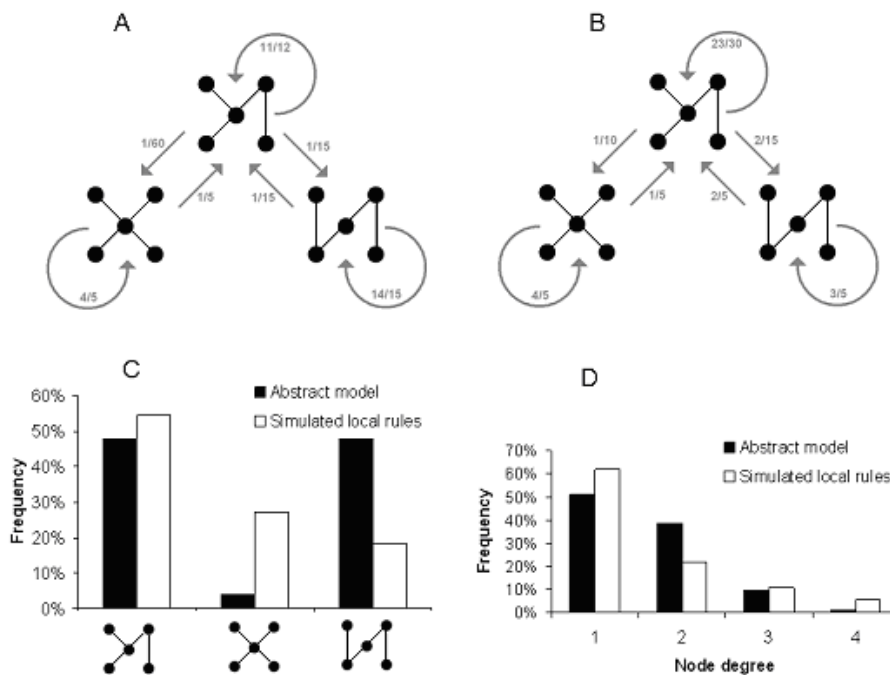 A
11/12
1/60
1/15
1/5
1/15
4/5
14/15
B
23/30
1/10
2/15
1/5
2/5
4/5
3/5
C
Abstract model
Simulated local rules
Frequency
60%
50%
40%
30%
20%
10%
0%
D
Abstract model
Simulated local rules
Frequency
70%
60%
50%
40%
30%
20%
10%
0%
1 2 3 4
Node degree